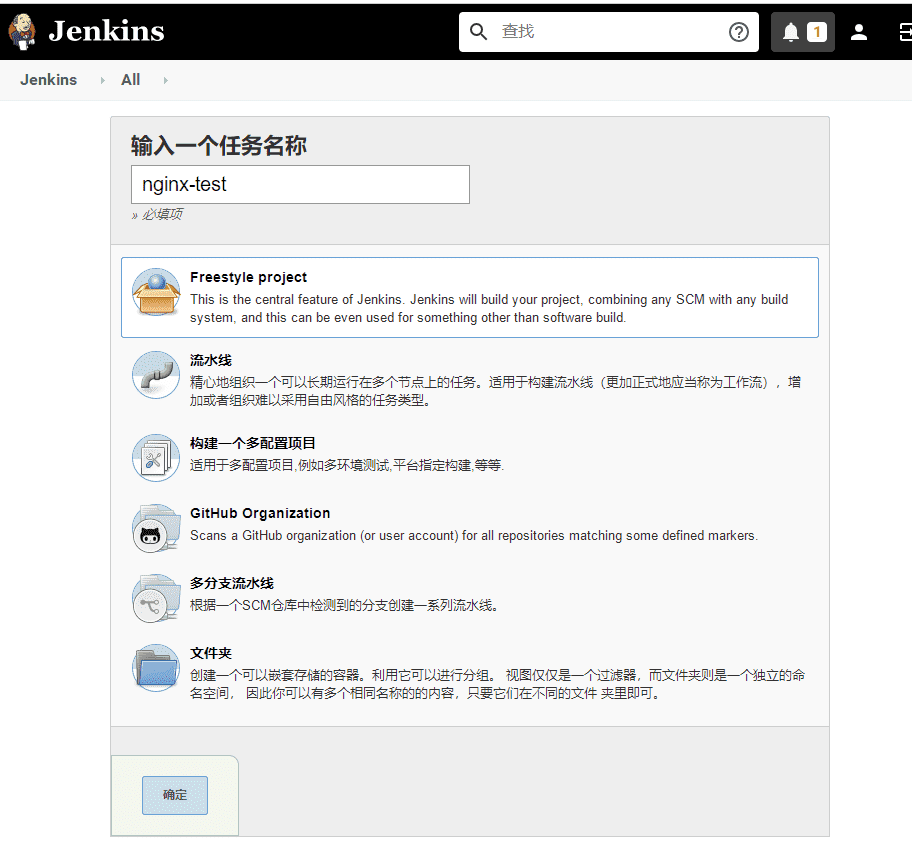 Jenkins
查找
1
Jenkins
All
输入一个任务名称
nginx-test
» 必填项
Freestyle project
This is the central feature of Jenkins. Jenkins will build your project, combining any SCM with any build
system, and this can be even used for something other than software build.
流水线
精心地组织一个可以长期运行在多个节点上的任务。适用于构建流水线（更加正式地应当称为工作流），增
加或者组织难以采用自由风格的任务类型。
构建一个多配置项目
适用于多配置项目,例如多环境测试,平台指定构建,等等.
GitHub Organization
Scans a GitHub organization (or user account) for all repositories matching some defined markers.
多分支流水线
根据一个SCM仓库中检测到的分支创建一系列流水线。
文件夹
创建一个可以嵌套存储的容器。利用它可以进行分组。 视图仅仅是一个过滤器，而文件夹则是一个独立的命
名空间， 因此你可以有多个相同名称的的内容，只要它们在不同的文件 夹里即可。
确定